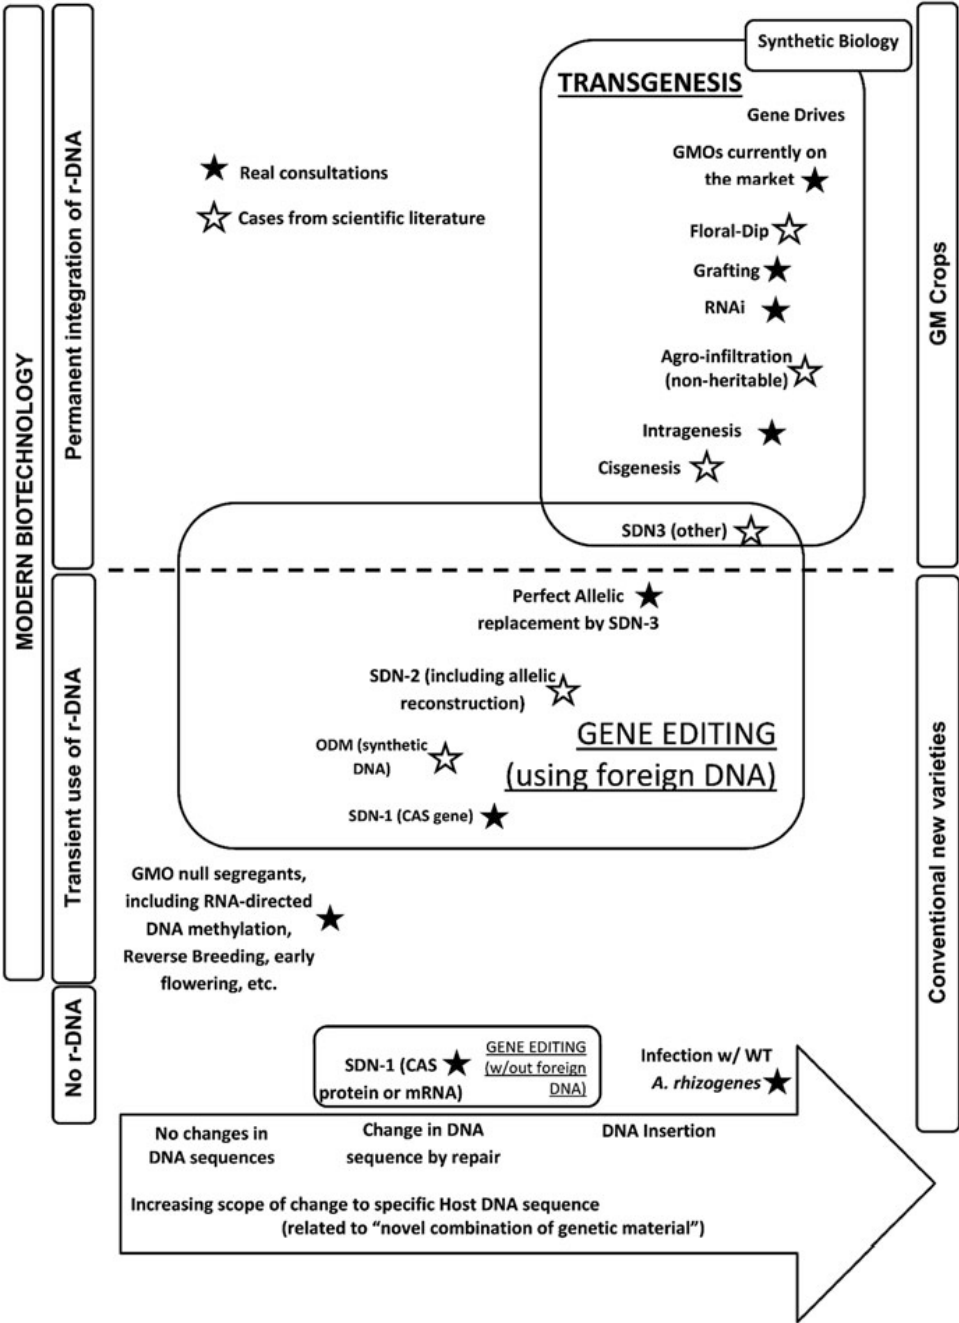 Synthetic Biology
TRANSGENESIS
Gene Drives
GMOs currently on
the market
Real consultations
Cases from scientific literature
Floral-Dip
Grafting
RNAi
Agro-infiltration
(non-heritable)
Intragenesis
Cisgenesis
SDN3 (other)
MODERN BIOTECHNOLOGY
Permanent integration of r-DNA
Transient use of r-DNA
No r-DNA
GM Crops
Conventional new varieties
Perfect Allelic
replacement by SDN-3
SDN-2 (including allelic
reconstruction)
GENE EDITING
(using foreign DNA)
ODM (synthetic
DNA)
SDN-1 (CAS gene)
GMO null segregants,
including RNA-directed
DNA methylation,
Reverse Breeding, early
flowering, etc.
SDN-1 (CAS
protein or mRNA)
GENE EDITING
(w/out foreign
DNA)
Infection w/ WT
A. rhizogenes
No changes in
DNA sequences
Change in DNA
sequence by repair
DNA Insertion
Increasing scope of change to specific Host DNA sequence
(related to “novel combination of genetic material”)